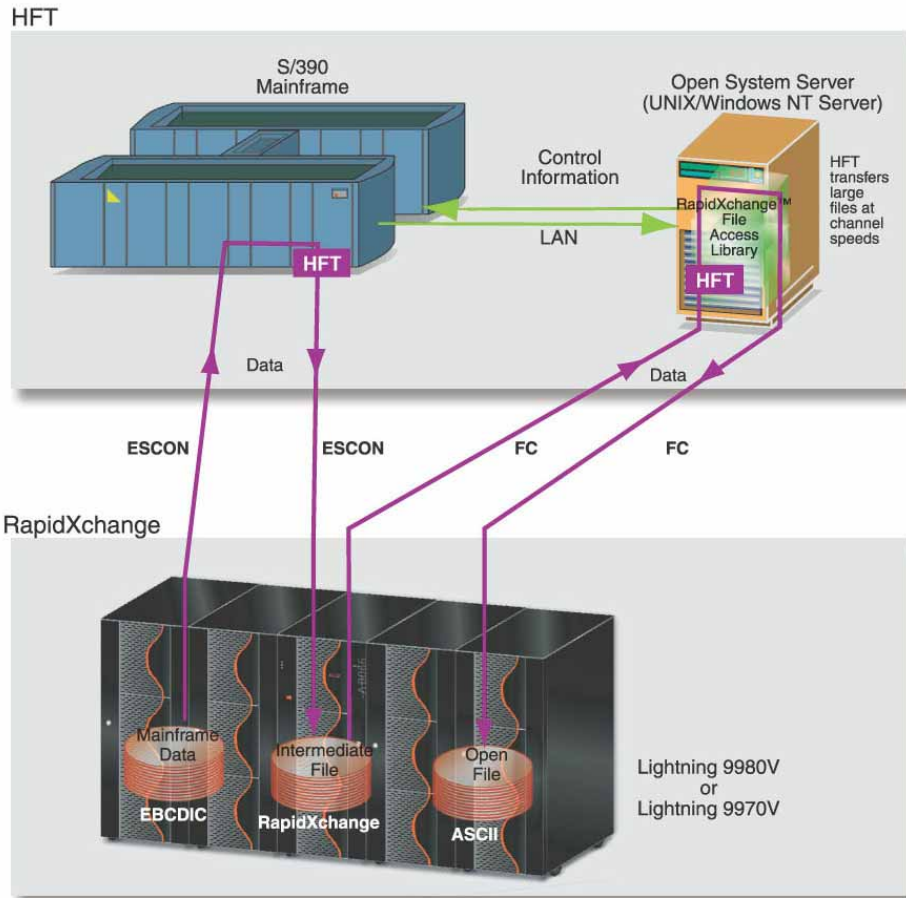 HFT
S/390
Mainframe
Open System Server
(UNIX/Windows NT Server)
Control
Information
LAN
RapidXchange™
File
Access
Library
HFT
transfers
large
files at
channel
speeds
HFT
HFT
Data
Data
ESCON
ESCON
FC
FC
RapidXchange
Mainframe
Data
EBCDIC
Intermediate
File
RapidXchange
Open
File
ASCII
Lightning 9980V
or
Lightning 9970V